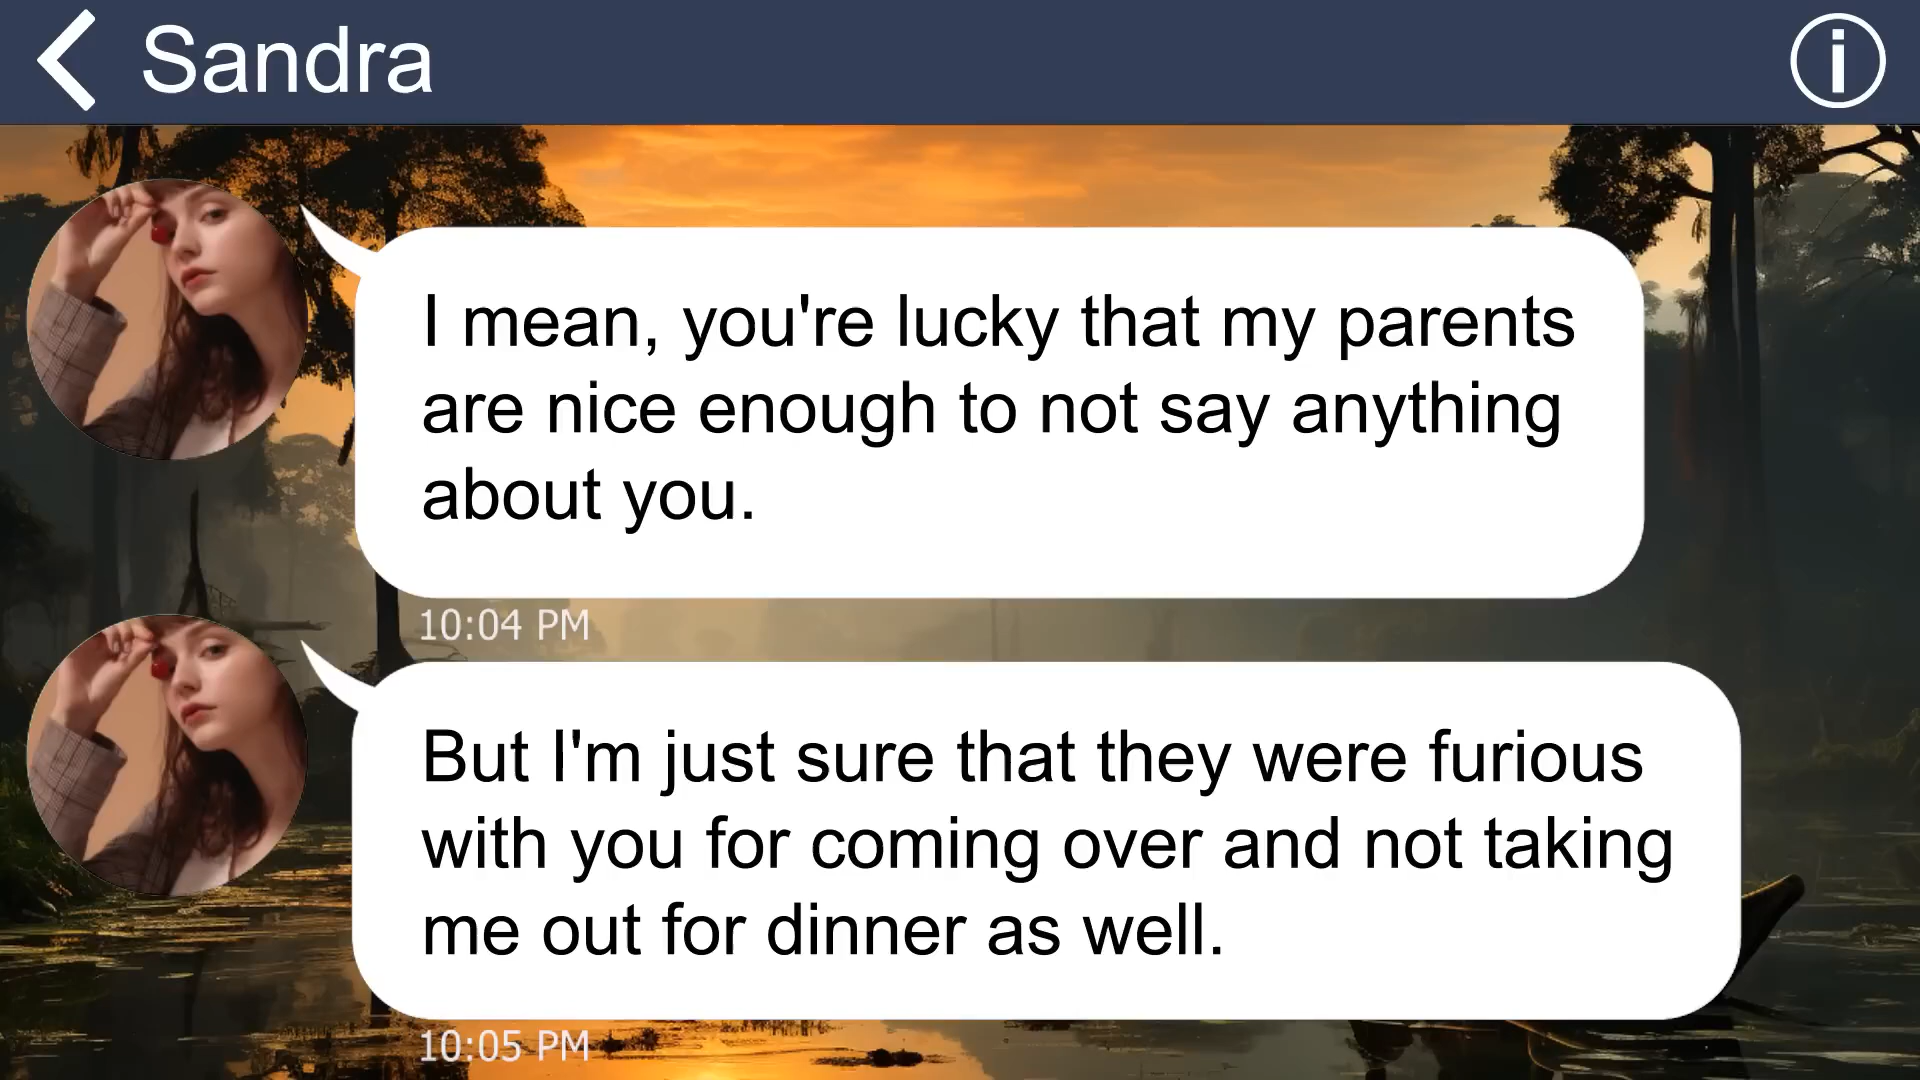 Sandra
I mean, you're lucky that my parents
are nice enough to not say anything
about you.
10:04 PM
But I'm just sure that they were furious
with you for coming over and not taking
me out for dinner as well.
10:05 PM